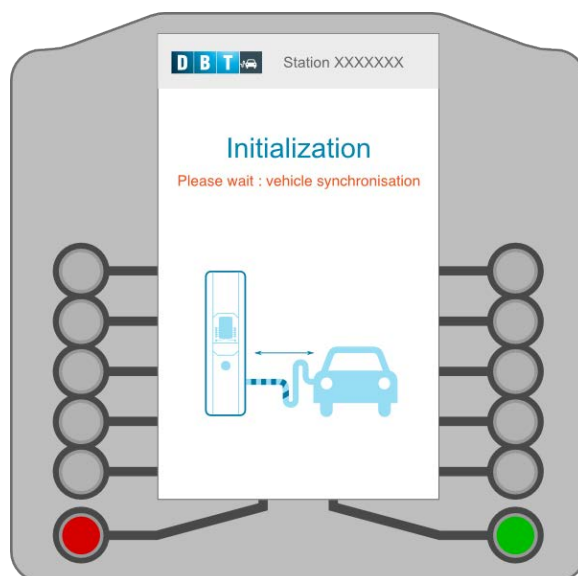 DBT Station XXXXXXX
Initialization
Please wait : vehicle synchronisation